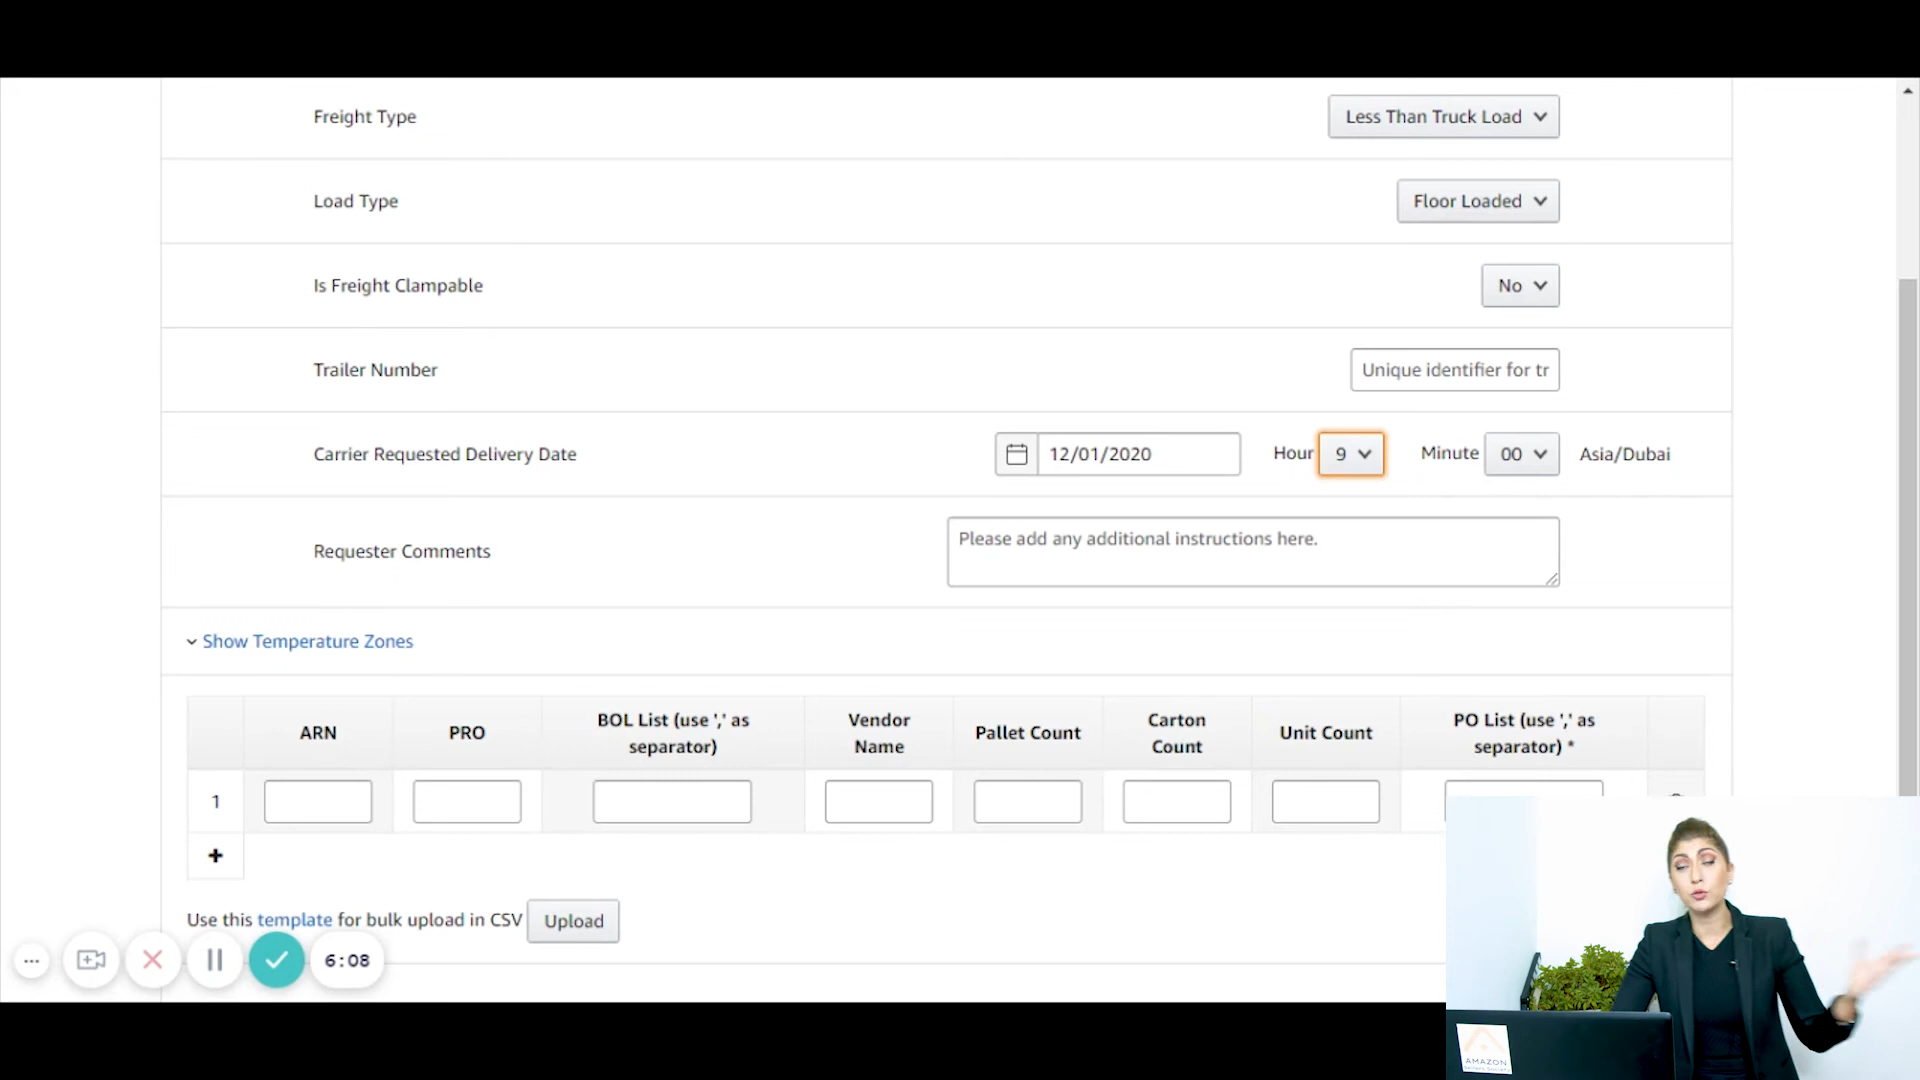 Freight Type
Less Than Truck Load
Load Type
Floor Loaded
Is Freight Clampable
No
Trailer Number
Unique identifier for tr
Carrier Requested Delivery Date
12/01/2020
Hour 9
Minute 00
Asia/Dubai
Requester Comments
Please add any additional instructions here.
Show Temperature Zones
ARN
PRO
BOL List (use ',' as
separator)
Vendor
Name
Pallet Count
Carton
Count
Unit Count
PO List (use ',' as
separator) *
1
+
Use this template for bulk upload in CSV Upload
6:08
AMAZON